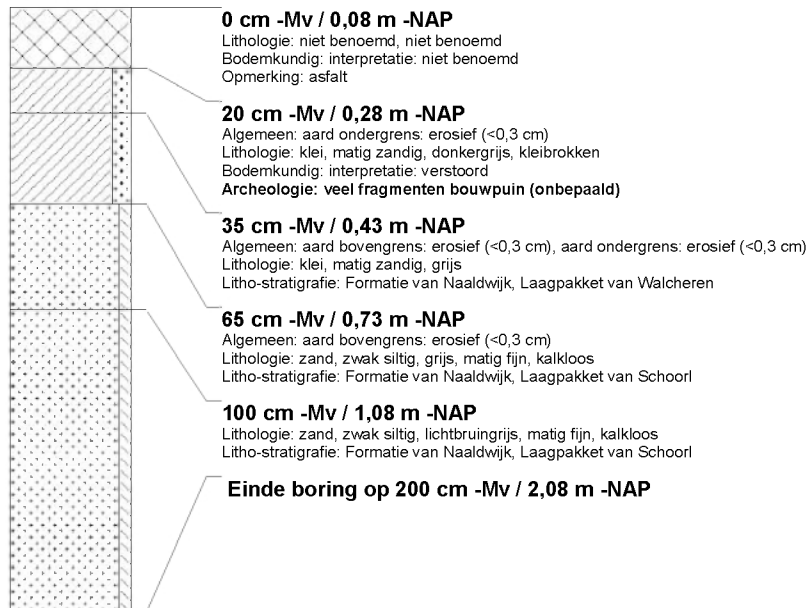 0 cm -Mv / 0,08 m -NAP
Lithologie: niet benoemd, niet benoemd
Bodemkundig: interpretatie: niet benoemd
Opmerking: asfalt
20 cm -Mv / 0,28 m -NAP
Algemeen: aard ondergrens: erosief (<0,3 cm)
Lithologie: klei, matig zandig, donkergrijs, kleibrokken
Bodemkundig: interpretatie: verstoord
Archeologie: veel fragmenten bouwpuin (onbepaald)
35 cm -Mv / 0,43 m -NAP
Algemeen: aard bovengrens: erosief (<0,3 cm), aard ondergrens: erosief (<0,3 cm)
Lithologie: klei, matig zandig, grijs
Litho-stratigrafie: Formatie van Naaldwijk, Laagpakket van Walcheren
65 cm -Mv / 0,73 m -NAP
Algemeen: aard bovengrens: erosief (<0,3 cm)
Lithologie: zand, zwak siltig, grijs, matig fijn, kalkloos
Litho-stratigrafie: Formatie van Naaldwijk, Laagpakket van Schoorl
100 cm -Mv / 1,08 m -NAP
Lithologie: zand, zwak siltig, lichtbruingrijs, matig fijn, kalkloos
Litho-stratigrafie: Formatie van Naaldwijk, Laagpakket van Schoorl
Einde boring op 200 cm -Mv / 2,08 m -NAP